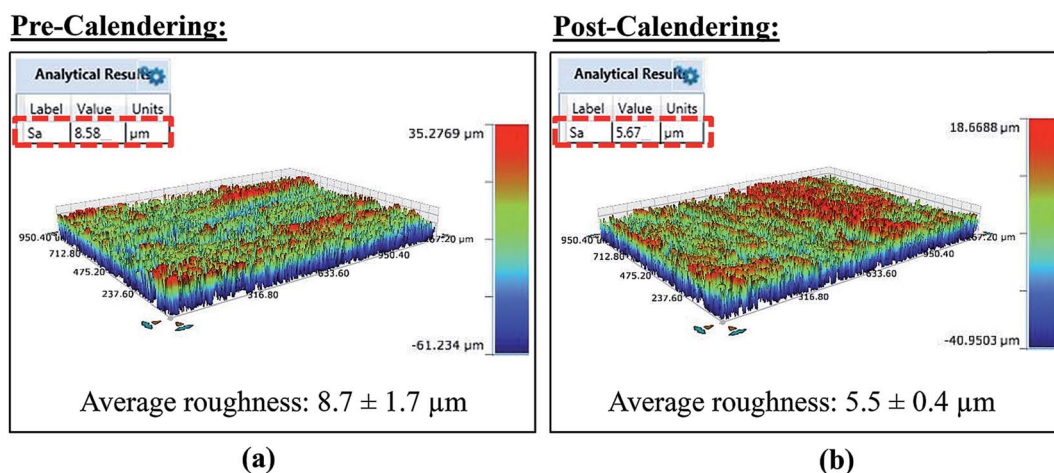 Pre-Calendering:
Analytical Results
Label Value Units
Sa 8.58 µm
35.2769 µm
-61.234 µm
950.40
712.80
475.20
237.60
316.80
633.60
950.40
Average roughness: 8.7 ± 1.7 µm
(a)
Post-Calendering:
Analytical Results
Label Value Units
Sa 5.67 µm
18.6688 µm
-40.9503 µm
950.40
712.80
475.20
237.60
316.80
633.60
950.40
Average roughness: 5.5 ± 0.4 µm
(b)